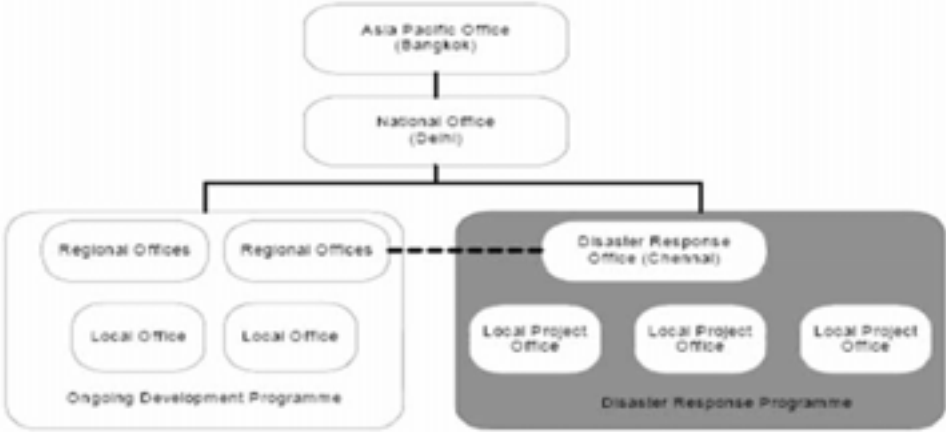 Asia Pacific Office
(Bangkok)
National Office
(Delhi)
Regional Offices
Regional Offices
Local Office
Local Office
Ongoing Development Programme
Disaster Response
Office (Chennai)
Local Project
Office
Local Project
Office
Local Project
Office
Disaster Response Programme